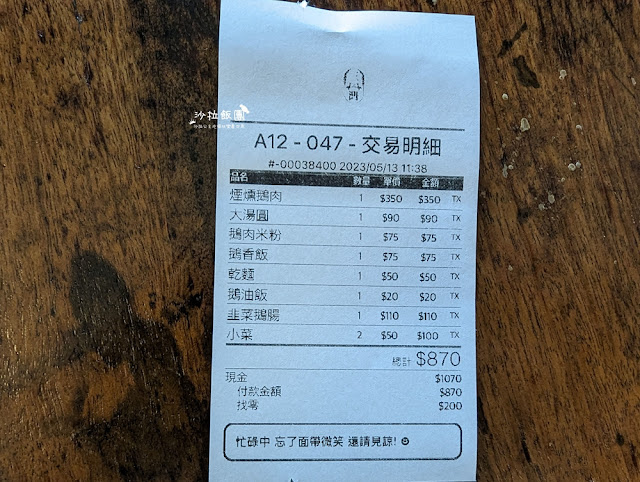 沙拉飯團
A12 - 047 - 交易明細
#-00038400 2023/05/13 11:38
品名 數量 單價 金額
煙燻鵝肉 1 $350 $350 TX
大湯圓 1 $90 $90 TX
鵝肉米粉 1 $75 $75 TX
鵝香飯 1 $75 $75 TX
乾麵 1 $50 $50 TX
鵝油飯 1 $20 $20 TX
韭菜鵝腸 1 $110 $110 TX
小菜 2 $50 $100 TX
總計 $870
現金 $1070
付款金額 $870
找零 $200
忙碌中 忘了面帶微笑 還請見諒! ☺